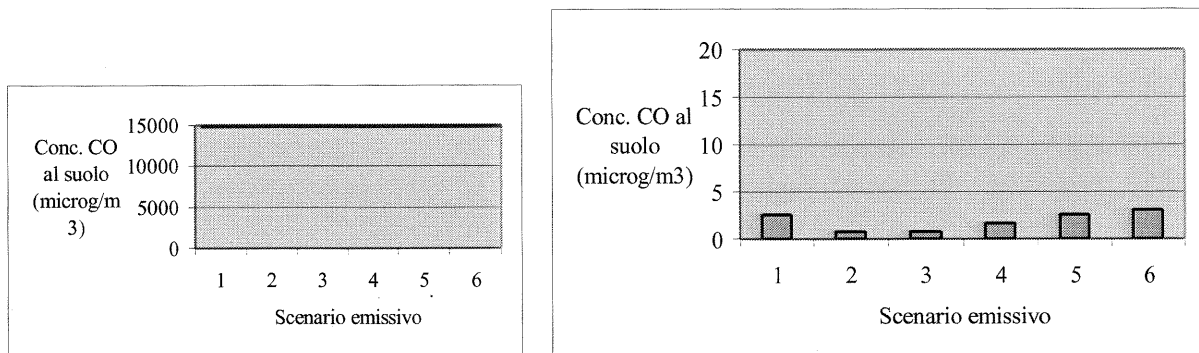 Conc. CO
al suolo
(microg/m
3)
15000
10000
5000
0
1 2 3 4 5 6
Scenario emissivo
Conc. CO al
suolo
(microg/m3)
20
15
10
5
0
1 2 3 4 5 6
Scenario emissivo